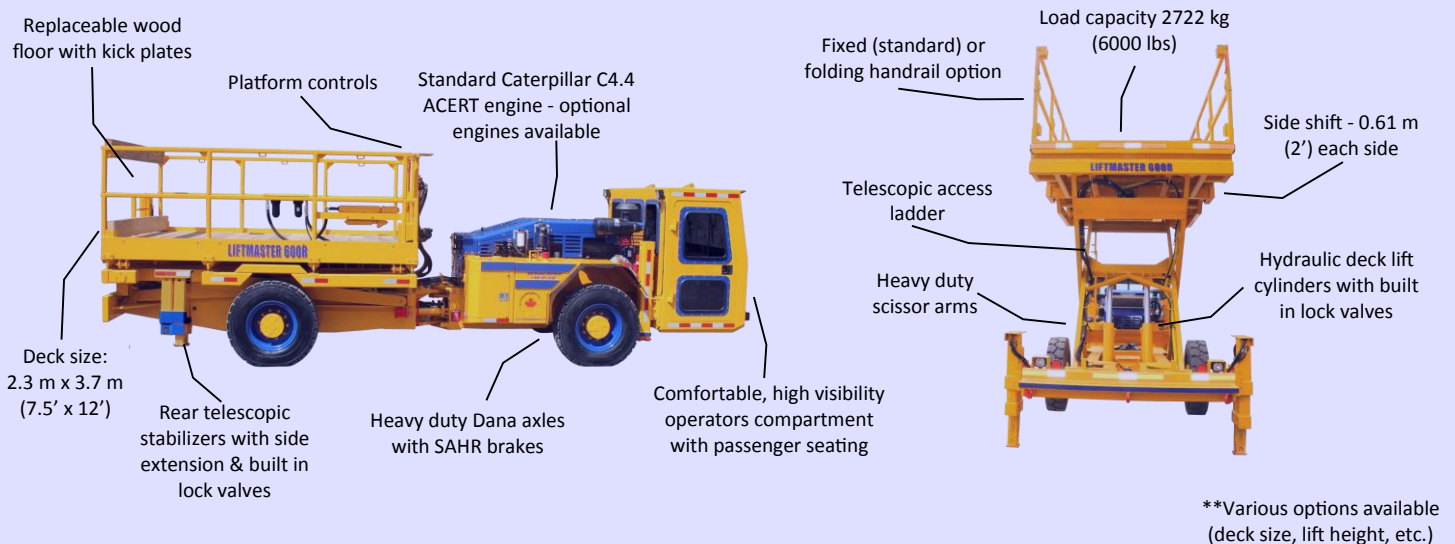 Replaceable wood
floor with kick plates
Platform controls
Standard Caterpillar C4.4
ACERT engine - optional
engines available
LIFTMASTER 600R
Deck size:
2.3 m x 3.7 m
(7.5’ x 12’)
Rear telescopic
stabilizers with side
extension & built in
lock valves
Heavy duty Dana axles
with SAHR brakes
Comfortable, high visibility
operators compartment
with passenger seating
Load capacity 2722 kg
(6000 lbs)
Fixed (standard) or
folding handrail option
Side shift - 0.61 m
(2’) each side
LIFTMASTER 600R
Telescopic access
ladder
Heavy duty
scissor arms
Hydraulic deck lift
cylinders with built
in lock valves
**Various options available
(deck size, lift height, etc.)